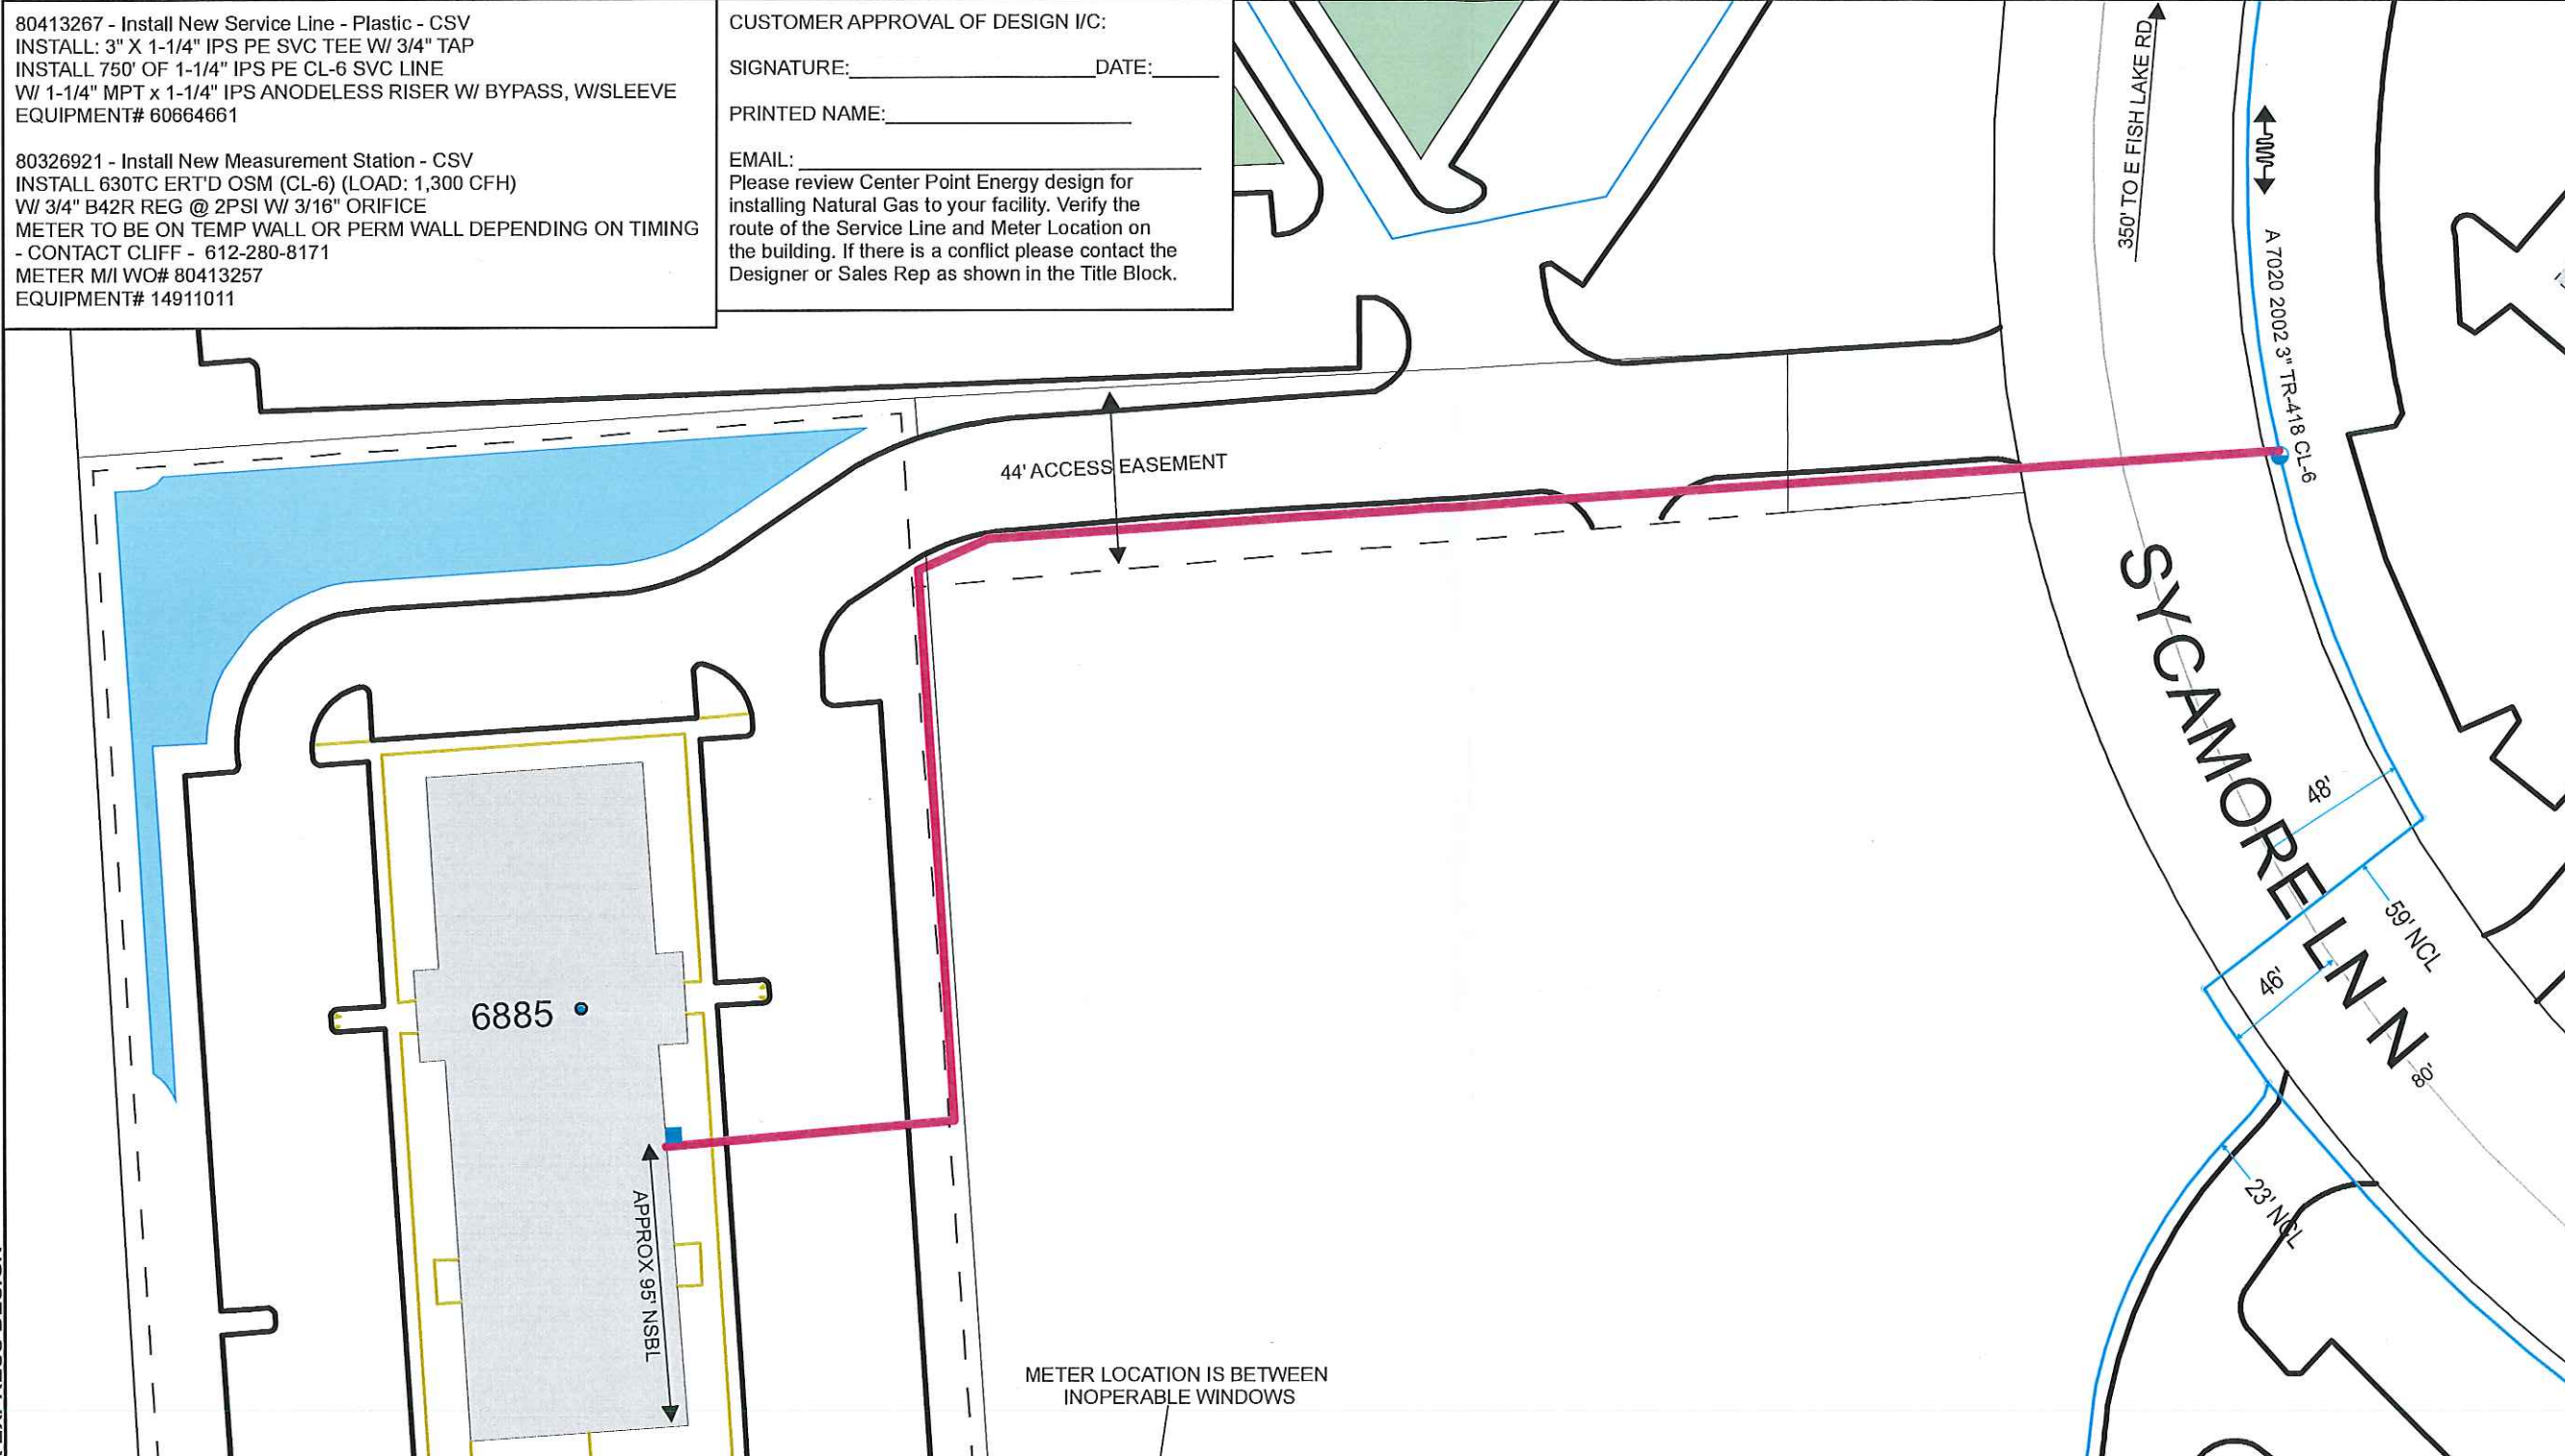 80413267 - Install New Service Line - Plastic - CSV
INSTALL: 3" X 1-1/4" IPS PE SVC TEE W/ 3/4" TAP
INSTALL 750' OF 1-1/4" IPS PE CL-6 SVC LINE
W/ 1-1/4" MPT x 1-1/4" IPS ANODELESS RISER W/ BYPASS, W/SLEEVE
EQUIPMENT# 60664661
80326921 - Install New Measurement Station - CSV
INSTALL 630TC ERT'D OSM (CL-6) (LOAD: 1,300 CFH)
W/ 3/4" B42R REG @ 2PSI W/ 3/16" ORIFICE
METER TO BE ON TEMP WALL OR PERM WALL DEPENDING ON TIMING
- CONTACT CLIFF - 612-280-8171
METER M/I WO# 80413257
EQUIPMENT# 14911011
CUSTOMER APPROVAL OF DESIGN I/C:
SIGNATURE: DATE:
PRINTED NAME:
EMAIL:
Please review Center Point Energy design for
installing Natural Gas to your facility. Verify the
route of the Service Line and Meter Location on
the building. If there is a conflict please contact the
Designer or Sales Rep as shown in the Title Block.
350' TO E FISH LAKE RD
A 7020 2002 3" TR-418 CL-6
44' ACCESS EASEMENT
SYCAMORE LN N
80'
48'
59' NCL
46'
23' NCL
6885
APPROX 95' NSBL
METER LOCATION IS BETWEEN
INOPERABLE WINDOWS